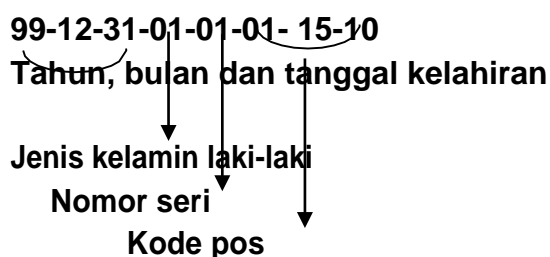 99-12-31-01-01-01- 15-10
Tahun, bulan dan tanggal kelahiran
Jenis kelamin laki-laki
Nomor seri
Kode pos